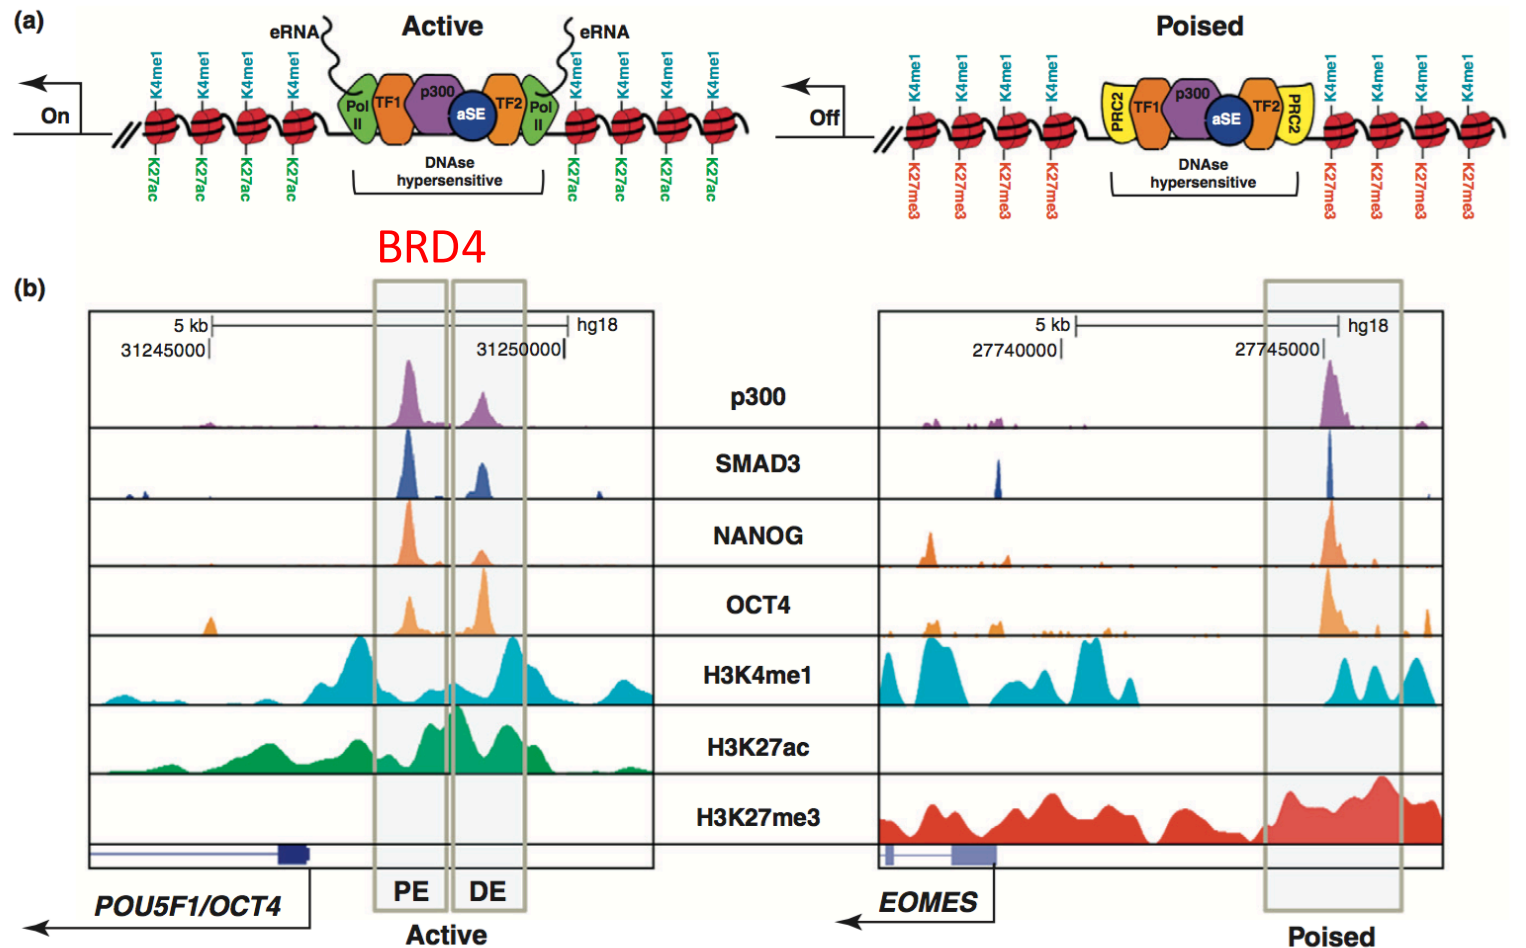 (a)
Active
Poised
eRNA
eRNA
K4me1 K4me1 K4me1 K4me1 K4me1 K4me1 K4me1 K4me1
K4me1 K4me1 K4me1 K4me1 K4me1 K4me1 K4me1 K4me1
On
Pol II TF1 p300 aSE TF2 Pol II
Off
PRC2 TF1 p300 aSE TF2 PRC2
K27ac K27ac K27ac K27ac K27ac K27ac K27ac K27ac
K27me3 K27me3 K27me3 K27me3 K27me3 K27me3 K27me3 K27me3
DNAse
hypersensitive
DNAse
hypersensitive
BRD4
(b)
5 kb hg18
31245000 31250000
5 kb hg18
27740000 27745000
p300
SMAD3
NANOG
OCT4
H3K4me1
H3K27ac
H3K27me3
POU5F1/OCT4
PE DE
Active
EOMES
Poised